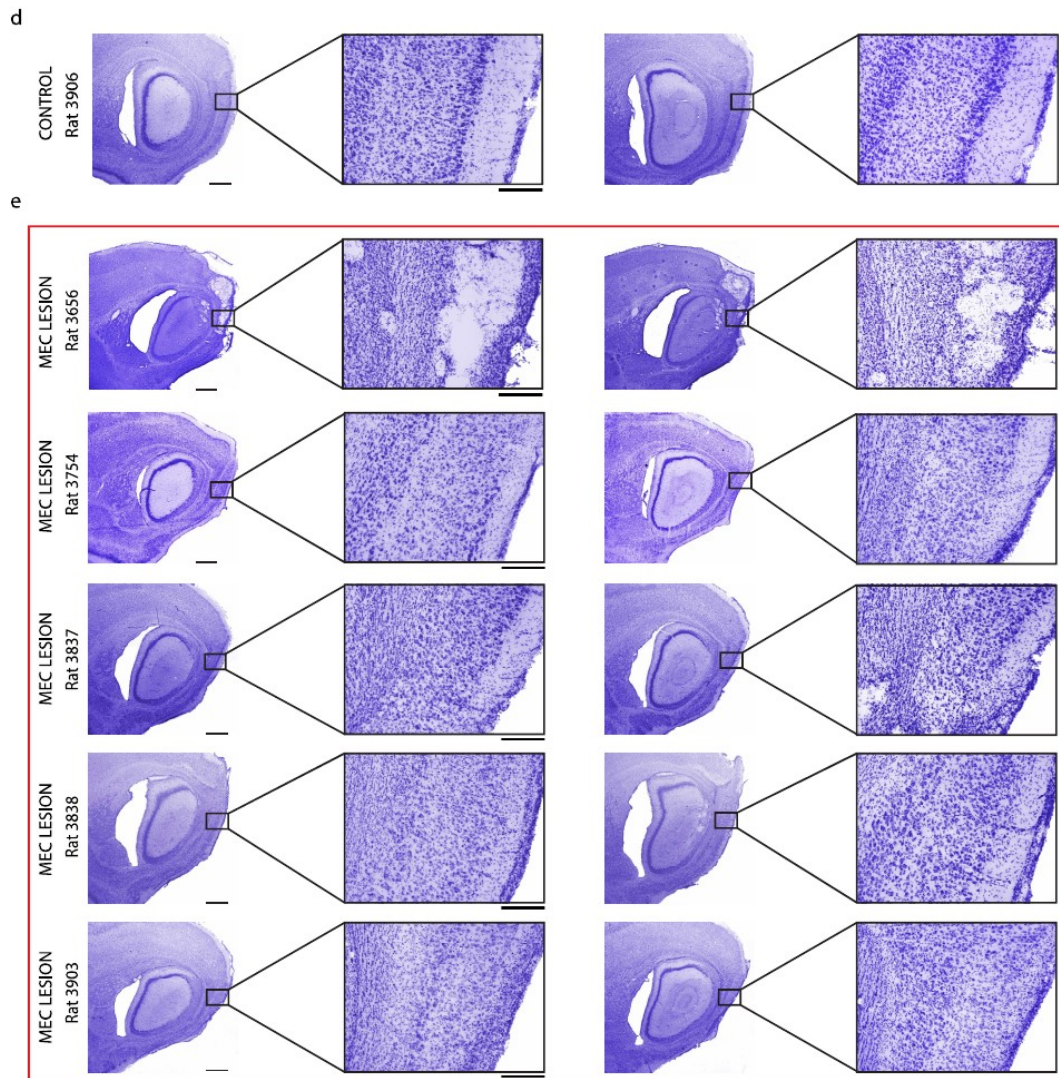 d
CONTROL
Rat 3906
e
MEC LESION
Rat 3656
MEC LESION
Rat 3754
MEC LESION
Rat 3837
MEC LESION
Rat 3838
MEC LESION
Rat 3903